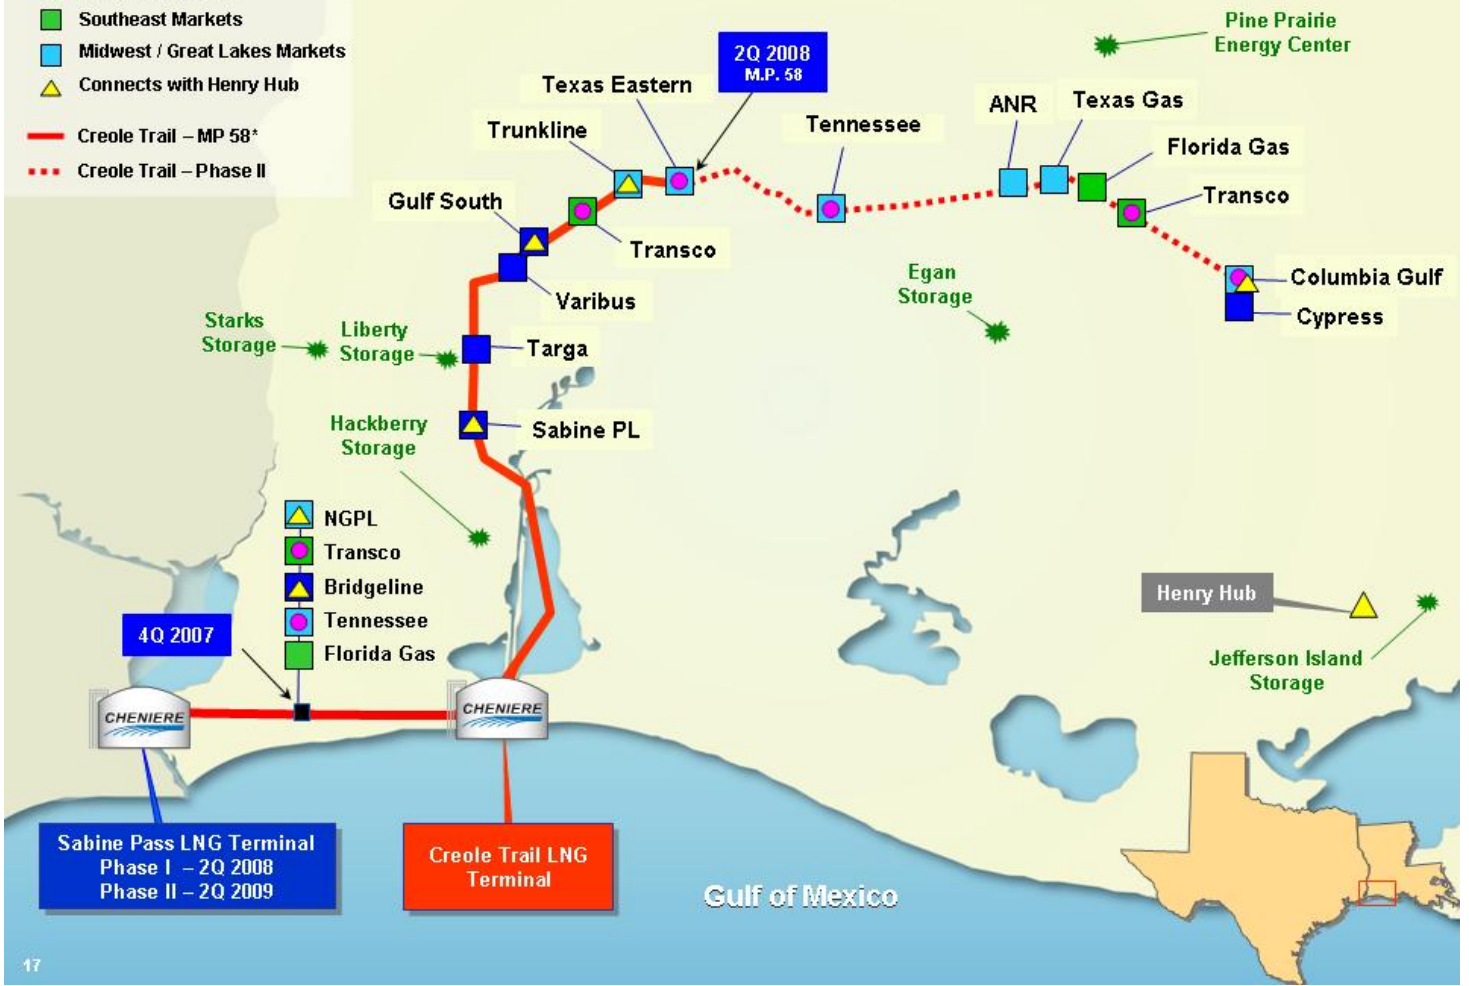 Southeast Markets
Midwest / Great Lakes Markets
Connects with Henry Hub
Creole Trail – MP 58*
Creole Trail – Phase II
2Q 2008
M.P. 58
Pine Prairie
Energy Center
Texas Eastern
Trunkline
Tennessee
ANR
Texas Gas
Florida Gas
Transco
Gulf South
Transco
Varibus
Egan
Storage
Columbia Gulf
Cypress
Starks
Storage
Liberty
Storage
Targa
Hackberry
Storage
Sabine PL
NGPL
Transco
Bridgeline
Tennessee
Florida Gas
4Q 2007
Henry Hub
Jefferson Island
Storage
CHENIERE
CHENIERE
Sabine Pass LNG Terminal
Phase I – 2Q 2008
Phase II – 2Q 2009
Creole Trail LNG
Terminal
Gulf of Mexico
17